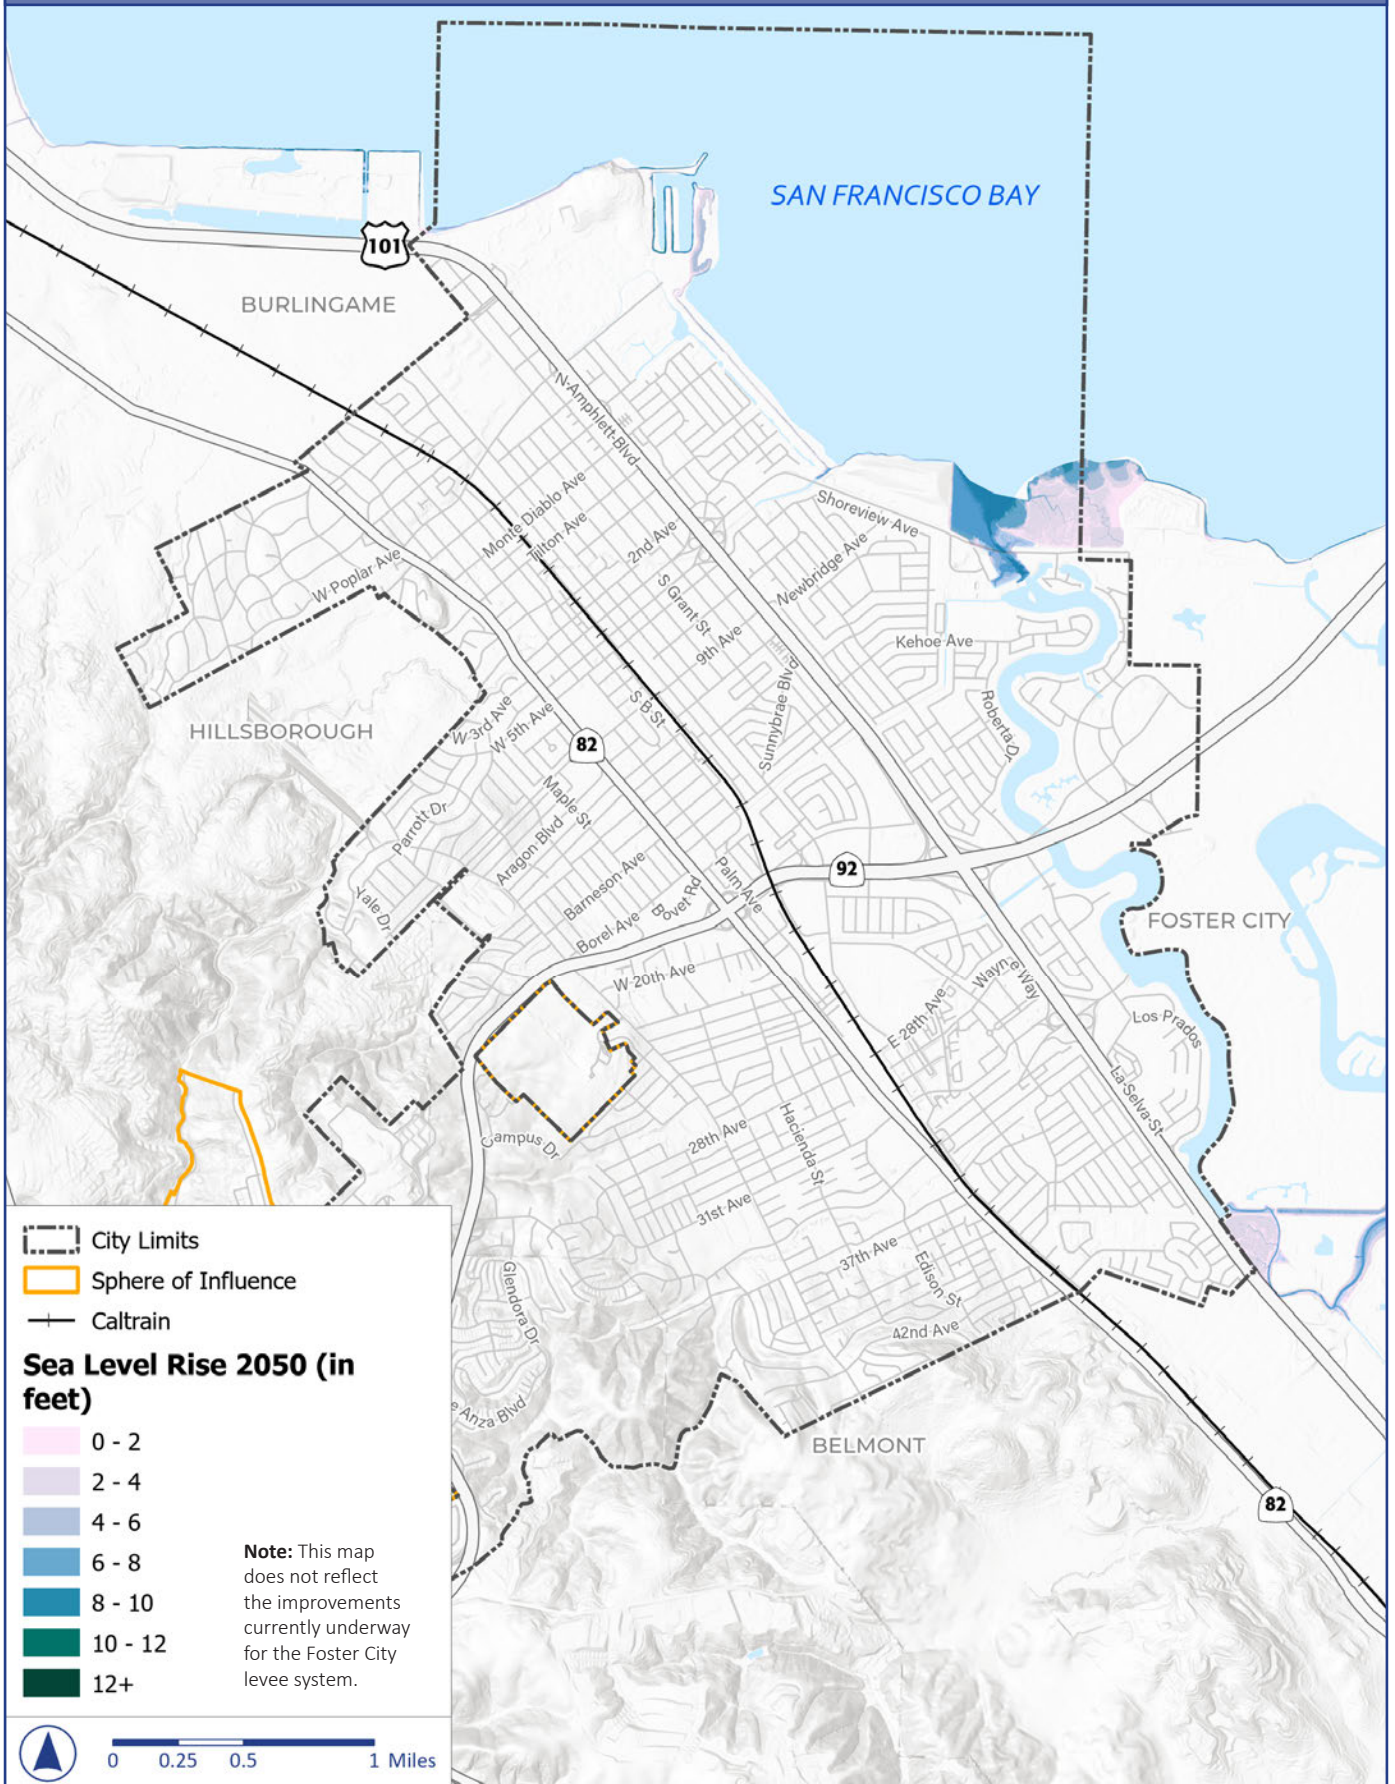 SAN FRANCISCO BAY
101
BURLINGAME
N Amphlett Blvd
Monte Diablo Ave
Tilton Ave
2nd Ave
Shoreview Ave
W Poplar Ave
S Grant St
Newbridge Ave
9th Ave
Kehoe Ave
Sunnybrae Blvd
Roberta Dr
HILLSBOROUGH
W 3rd Ave
W 5th Ave
S B St
82
Maple St
Parrott Dr
Aragon Blvd
Barneson Ave
Palm Ave
92
Yale Dr
Bovet Rd
Borel Ave
FOSTER CITY
W 20th Ave
Wayne Way
E 28th Ave
Los Prados
La Selva St
Campus Dr
28th Ave
Hacienda St
31st Ave
37th Ave
Edison St
Glendora Dr
42nd Ave
e Anza Blvd
BELMONT
82
City Limits
Sphere of Influence
Caltrain
Sea Level Rise 2050 (in
feet)
0 - 2
2 - 4
4 - 6
6 - 8
8 - 10
10 - 12
12+
Note: This map
does not reflect
the improvements
currently underway
for the Foster City
levee system.
0 0.25 0.5 1 Miles